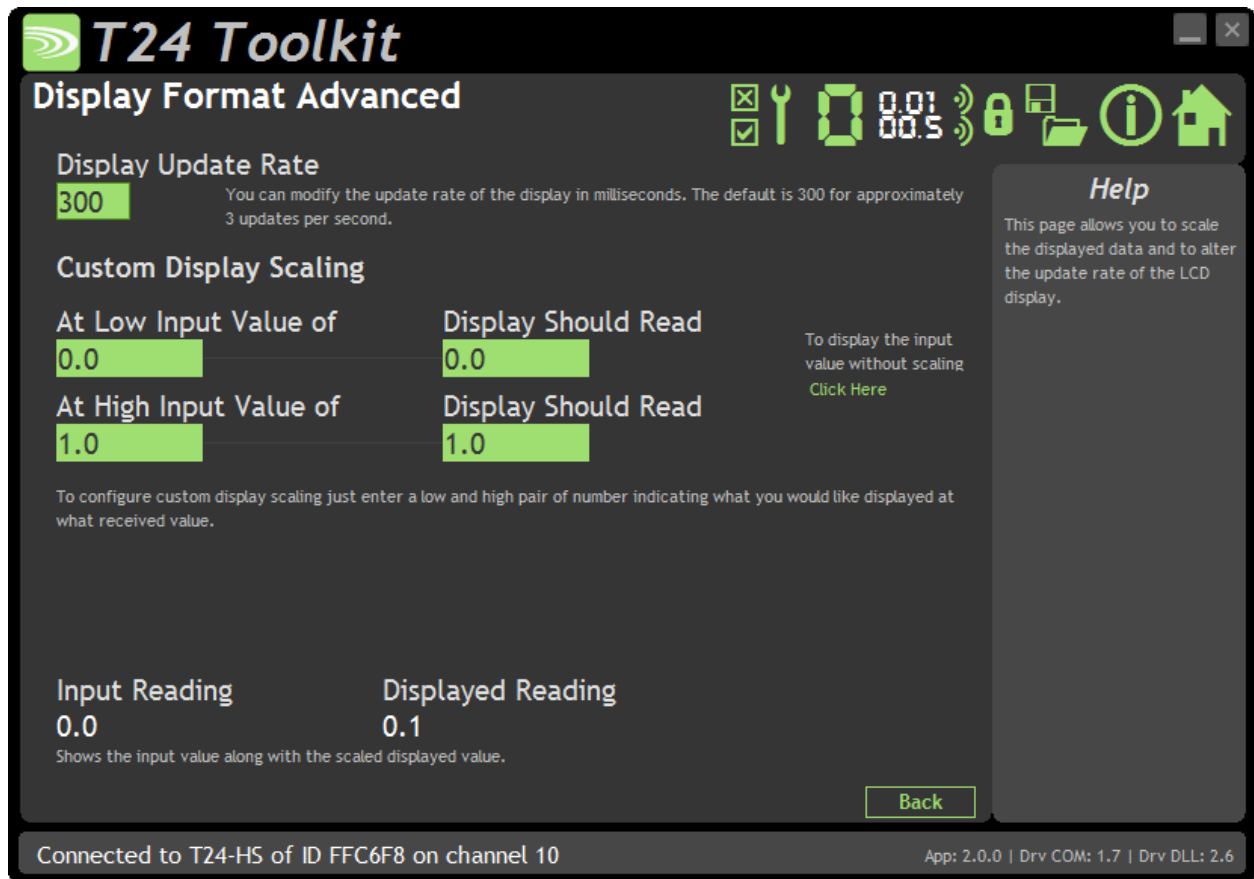 T24 Toolkit
Display Format Advanced
0.01
00.5
Display Update Rate
300
You can modify the update rate of the display in milliseconds. The default is 300 for approximately
3 updates per second.
Custom Display Scaling
At Low Input Value of
Display Should Read
0.0
0.0
At High Input Value of
Display Should Read
1.0
1.0
To display the input
value without scaling
Click Here
To configure custom display scaling just enter a low and high pair of number indicating what you would like displayed at
what received value.
Input Reading
Displayed Reading
0.0
0.1
Shows the input value along with the scaled displayed value.
Back
Help
This page allows you to scale
the displayed data and to alter
the update rate of the LCD
display.
Connected to T24-HS of ID FFC6F8 on channel 10
App: 2.0.0 | Drv COM: 1.7 | Drv DLL: 2.6